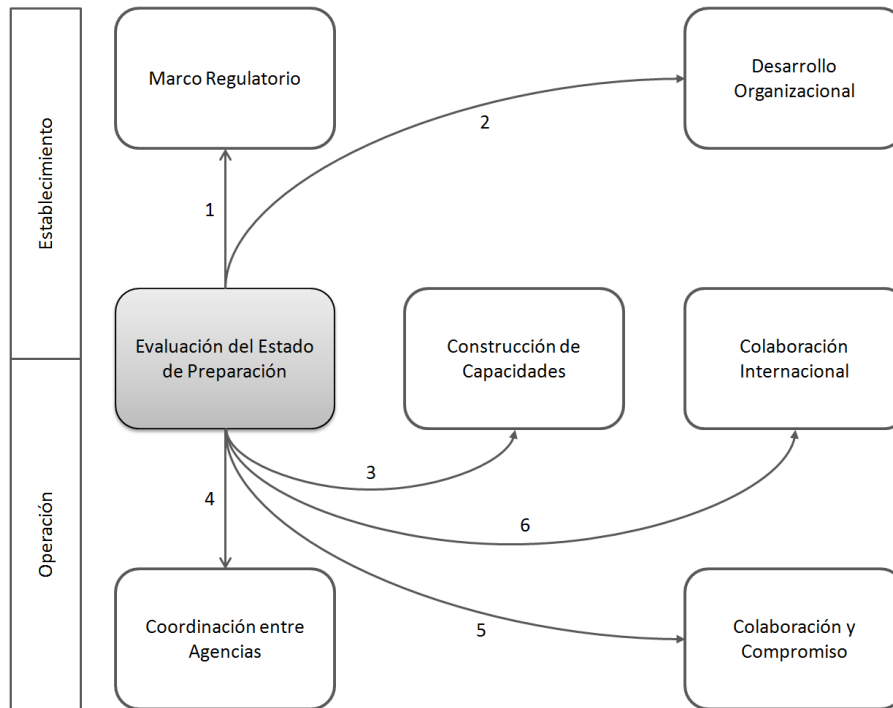 Establecimiento
Marco Regulatorio
Desarrollo
Organizacional
2
1
Evaluación del Estado
de Preparación
Construcción de
Capacidades
Colaboración
Internacional
Operación
3
4
6
5
Coordinación entre
Agencias
Colaboración y
Compromiso